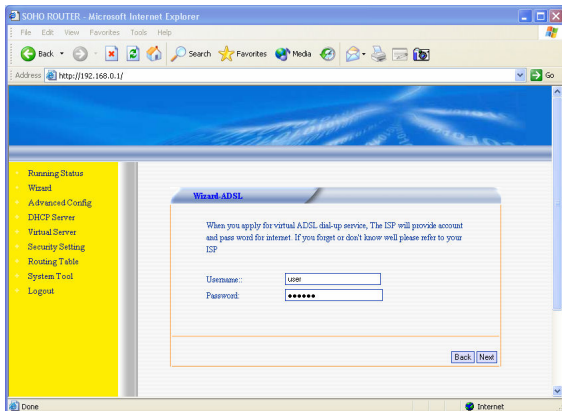 SOHO ROUTER - Microsoft Internet Explorer
File Edit View Favorites Tools Help
Back Search Favorites Media
Address http://192.168.0.1/ Go
Running Status
Wizard
Advanced Config
DHCP Server
Virtual Server
Security Setting
Routing Table
System Tool
Logout
Wizard-ADSL
When you apply for virtual ADSL dial-up service, The ISP will provide account
and pass word for internet. If you forget or don't know well please refer to your
ISP
Username:: user
Password: ●●●●●●
Back Next
Done Internet